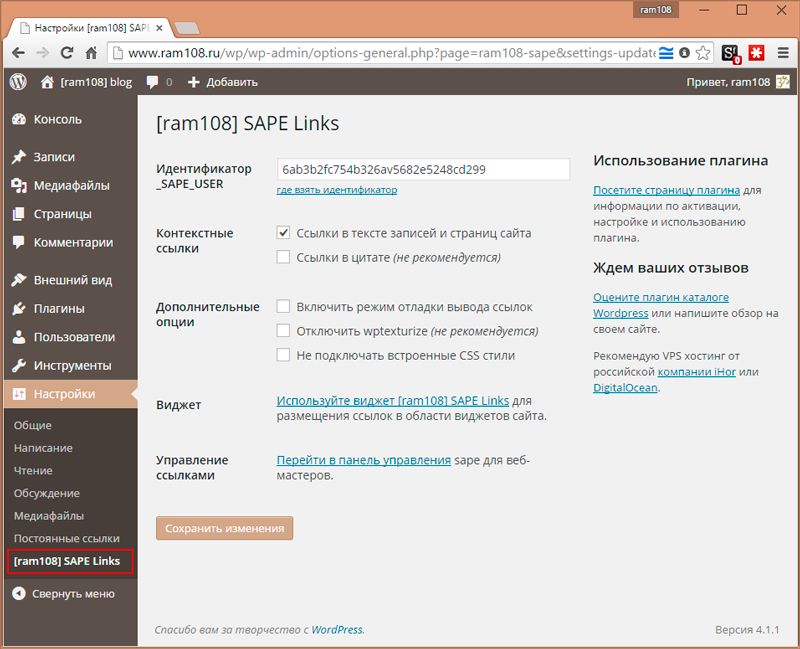 ram108
Настройки [ram108] SAPE
www.ram108.ru/wp/wp-admin/options-general.php?page=ram108-sape&settings-update
[ram108] blog 0 Добавить Привет, ram108
Консоль
Записи
Медиафайлы
Страницы
Комментарии
Внешний вид
Плагины
Пользователи
Инструменты
Настройки
Общие
Написание
Чтение
Обсуждение
Медиафайлы
Постоянные ссылки
[ram108] SAPE Links
Свернуть меню
[ram108] SAPE Links
Идентификатор
_SAPE_USER
6ab3b2fc754b326av5682e5248cd299
где взять идентификатор
Контекстные
ссылки
Ссылки в тексте записей и страниц сайта
Ссылки в цитате (не рекомендуется)
Дополнительные
опции
Включить режим отладки вывода ссылок
Отключить wptexturize (не рекомендуется)
Не подключать встроенные CSS стили
Виджет
Используйте виджет [ram108] SAPE Links для
размещения ссылок в области виджетов сайта.
Управление
ссылками
Перейти в панель управления sape для веб-
мастеров.
Сохранить изменения
Использование плагина
Посетите страницу плагина для
информации по активации,
настройке и использованию
плагина.
Ждем ваших отзывов
Оцените плагин каталоге
Wordpress или напишите обзор на
своем сайте.
Рекомендую VPS хостинг от
российской компании iHor или
DigitalOcean.
Спасибо вам за творчество с WordPress.
Версия 4.1.1